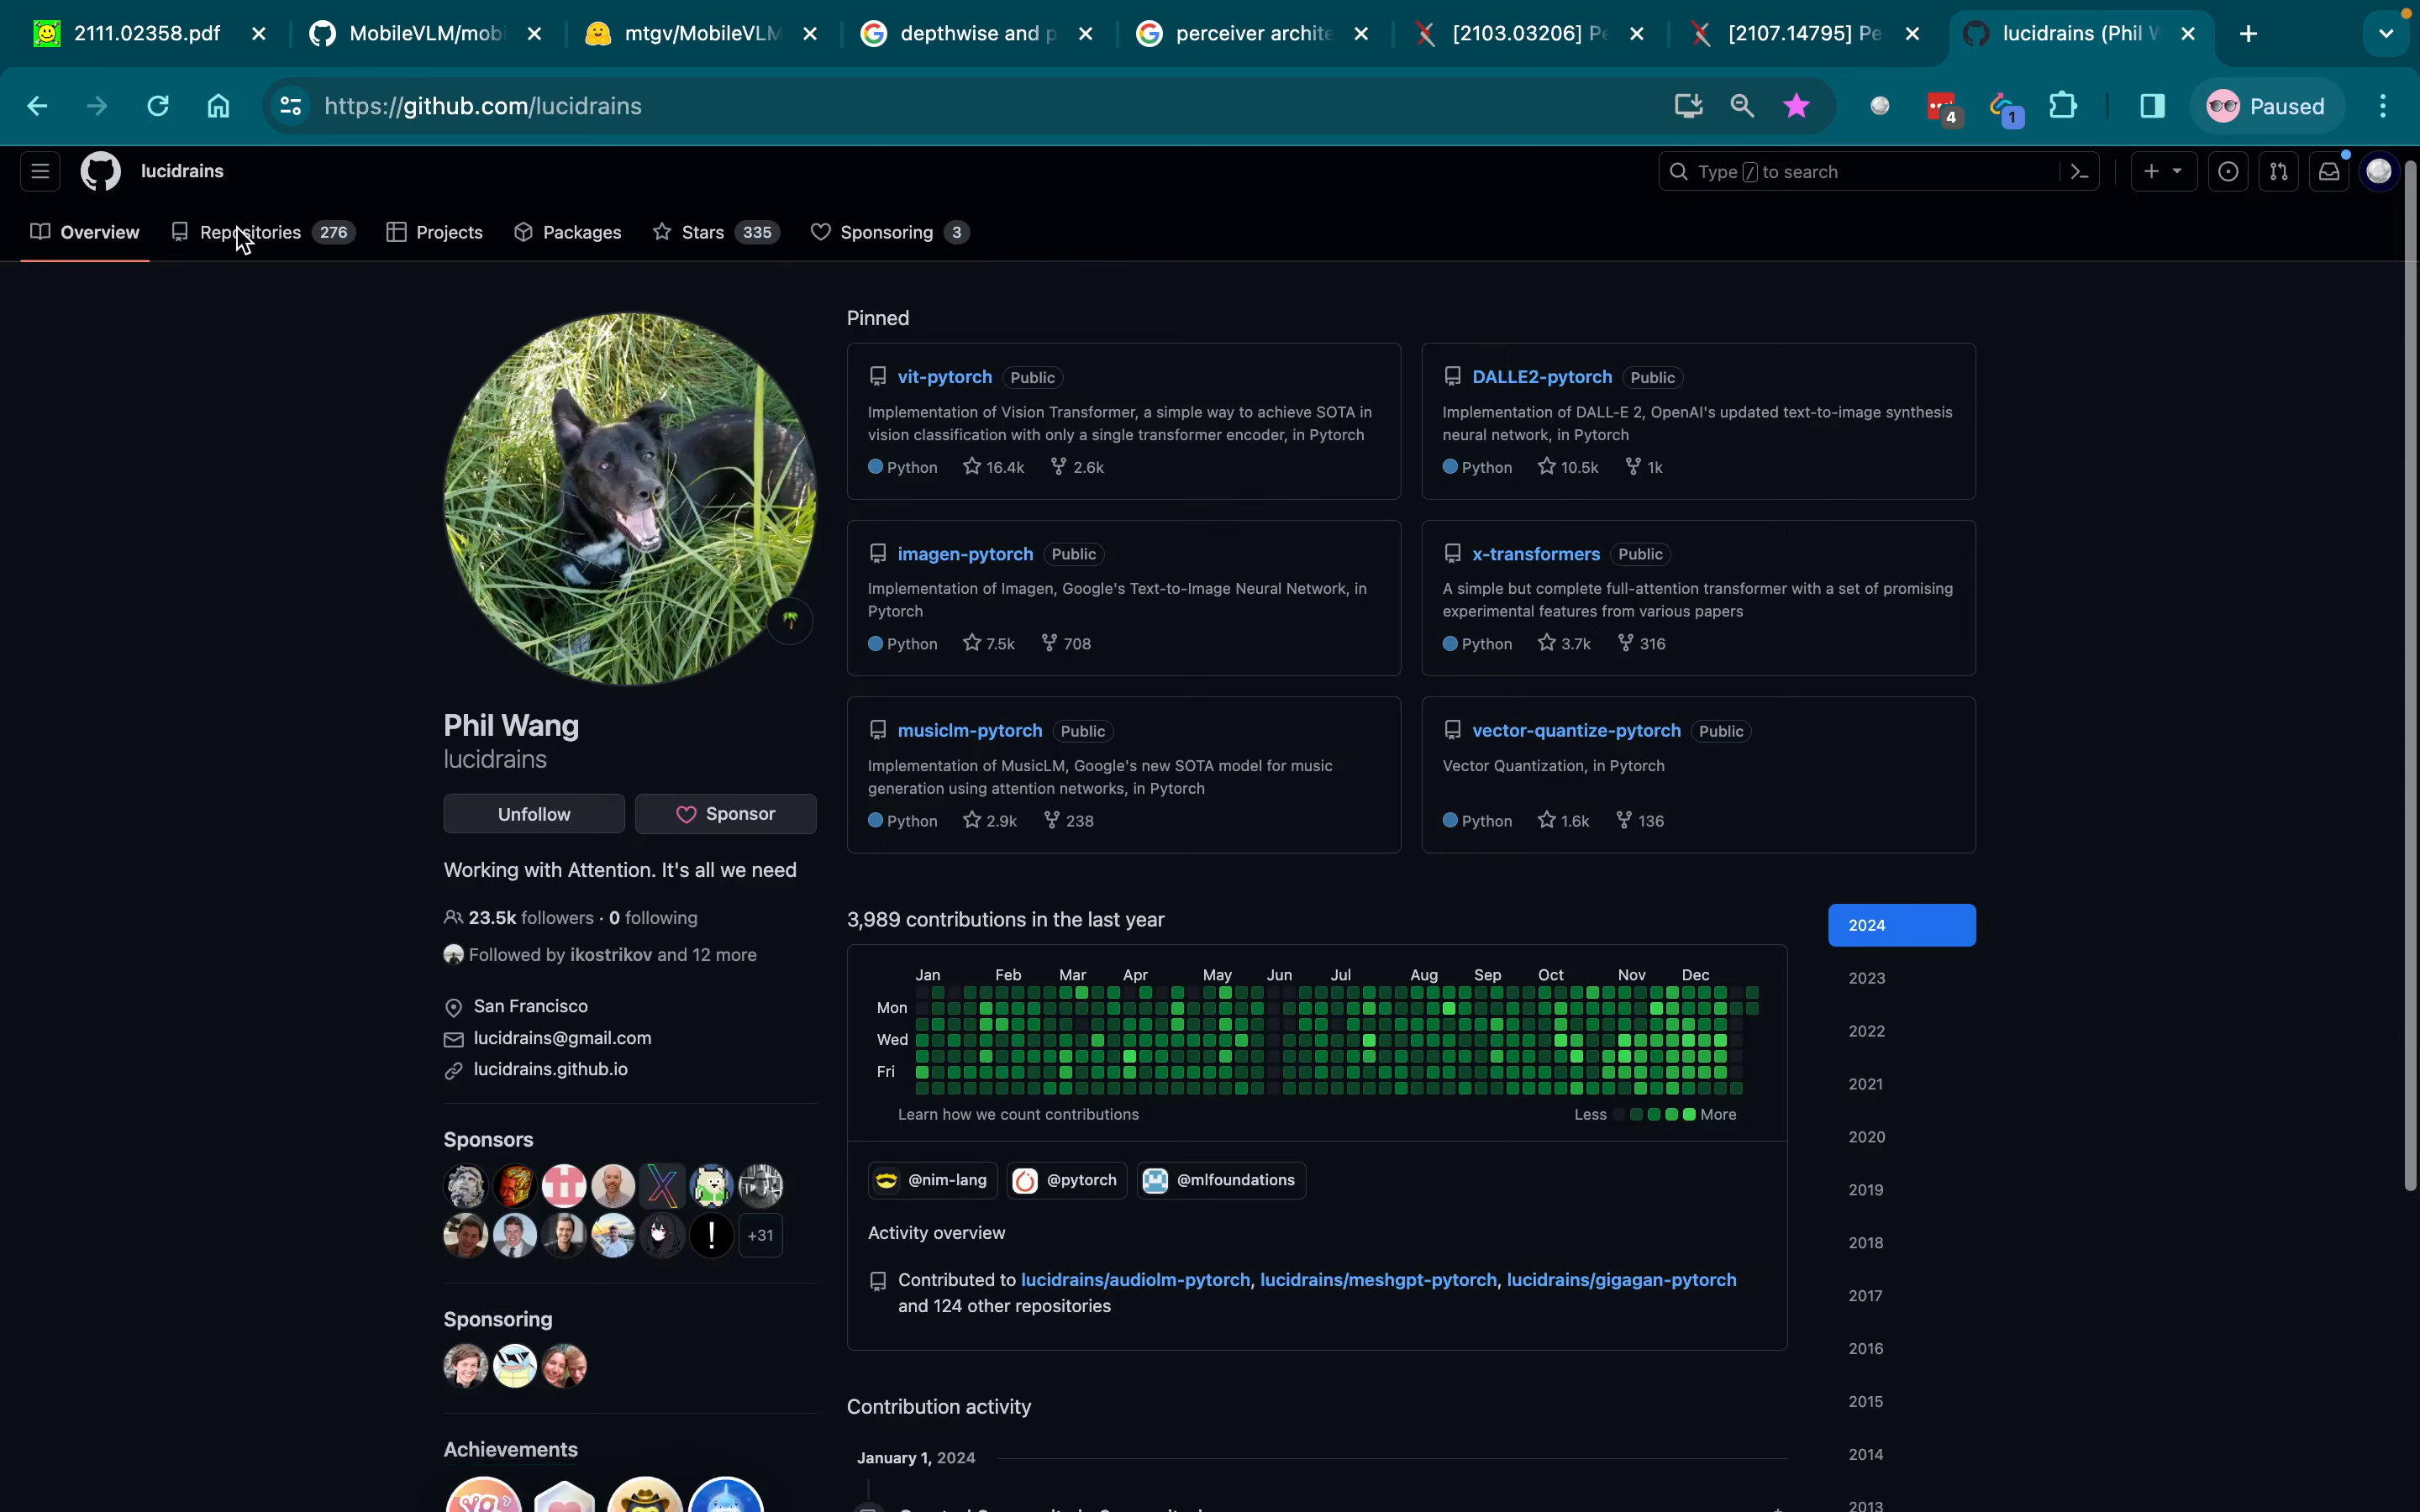 2111.02358.pdf
MobileVLM/mobi
mtgv/MobileVLM
depthwise and p
perceiver archite
[2103.03206] Pe
[2107.14795] Pe
lucidrains (Phil W
https://github.com/lucidrains
4
1
Paused
lucidrains
Type / to search
Overview
Repositories 276
Projects
Packages
Stars 335
Sponsoring 3
Pinned
vit-pytorch Public
Implementation of Vision Transformer, a simple way to achieve SOTA in
vision classification with only a single transformer encoder, in Pytorch
Python 16.4k 2.6k
DALLE2-pytorch Public
Implementation of DALL-E 2, OpenAI's updated text-to-image synthesis
neural network, in Pytorch
Python 10.5k 1k
imagen-pytorch Public
Implementation of Imagen, Google's Text-to-Image Neural Network, in
Pytorch
Python 7.5k 708
x-transformers Public
A simple but complete full-attention transformer with a set of promising
experimental features from various papers
Python 3.7k 316
musiclm-pytorch Public
Implementation of MusicLM, Google's new SOTA model for music
generation using attention networks, in Pytorch
Python 2.9k 238
vector-quantize-pytorch Public
Vector Quantization, in Pytorch
Python 1.6k 136
Phil Wang
lucidrains
Unfollow
Sponsor
Working with Attention. It's all we need
23.5k followers · 0 following
Followed by ikostrikov and 12 more
San Francisco
lucidrains@gmail.com
lucidrains.github.io
Sponsors
+31
Sponsoring
Achievements
3,989 contributions in the last year
Jan Feb Mar Apr May Jun Jul Aug Sep Oct Nov Dec
Mon
Wed
Fri
Learn how we count contributions
Less More
@nim-lang
@pytorch
@mlfoundations
Activity overview
Contributed to lucidrains/audiolm-pytorch, lucidrains/meshgpt-pytorch, lucidrains/gigagan-pytorch
and 124 other repositories
Contribution activity
January 1, 2024
2024
2023
2022
2021
2020
2019
2018
2017
2016
2015
2014
2013